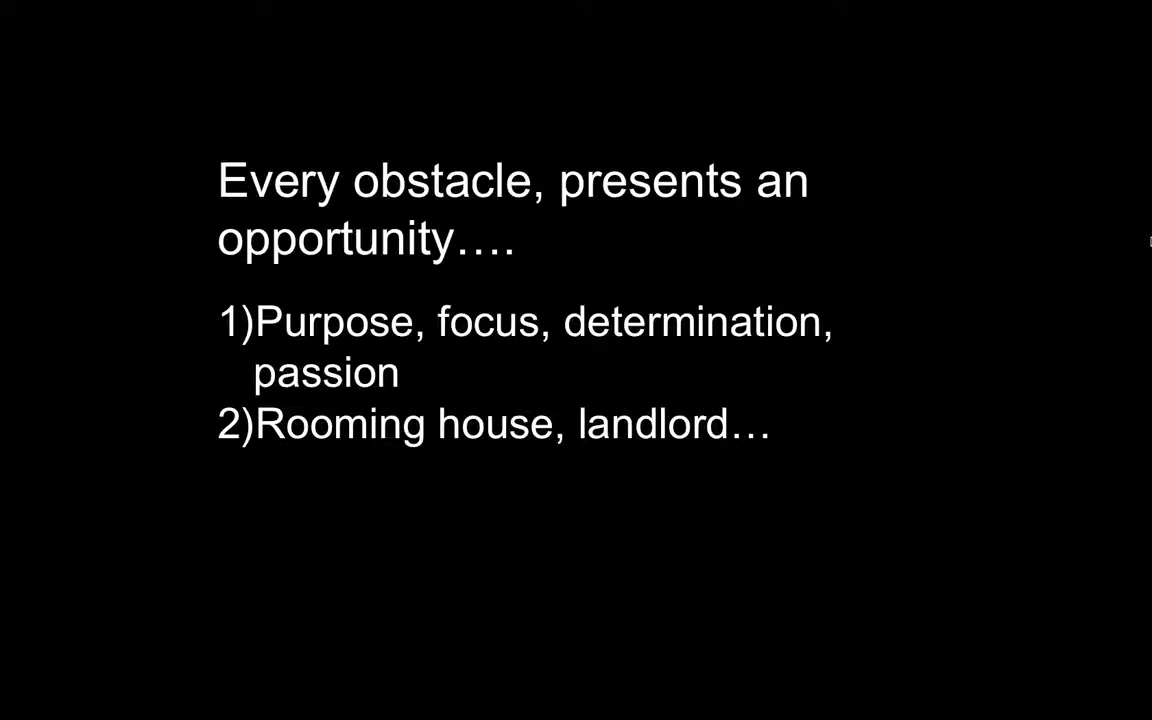 Every obstacle, presents an
opportunity….
1)Purpose, focus, determination,
passion
2)Rooming house, landlord…